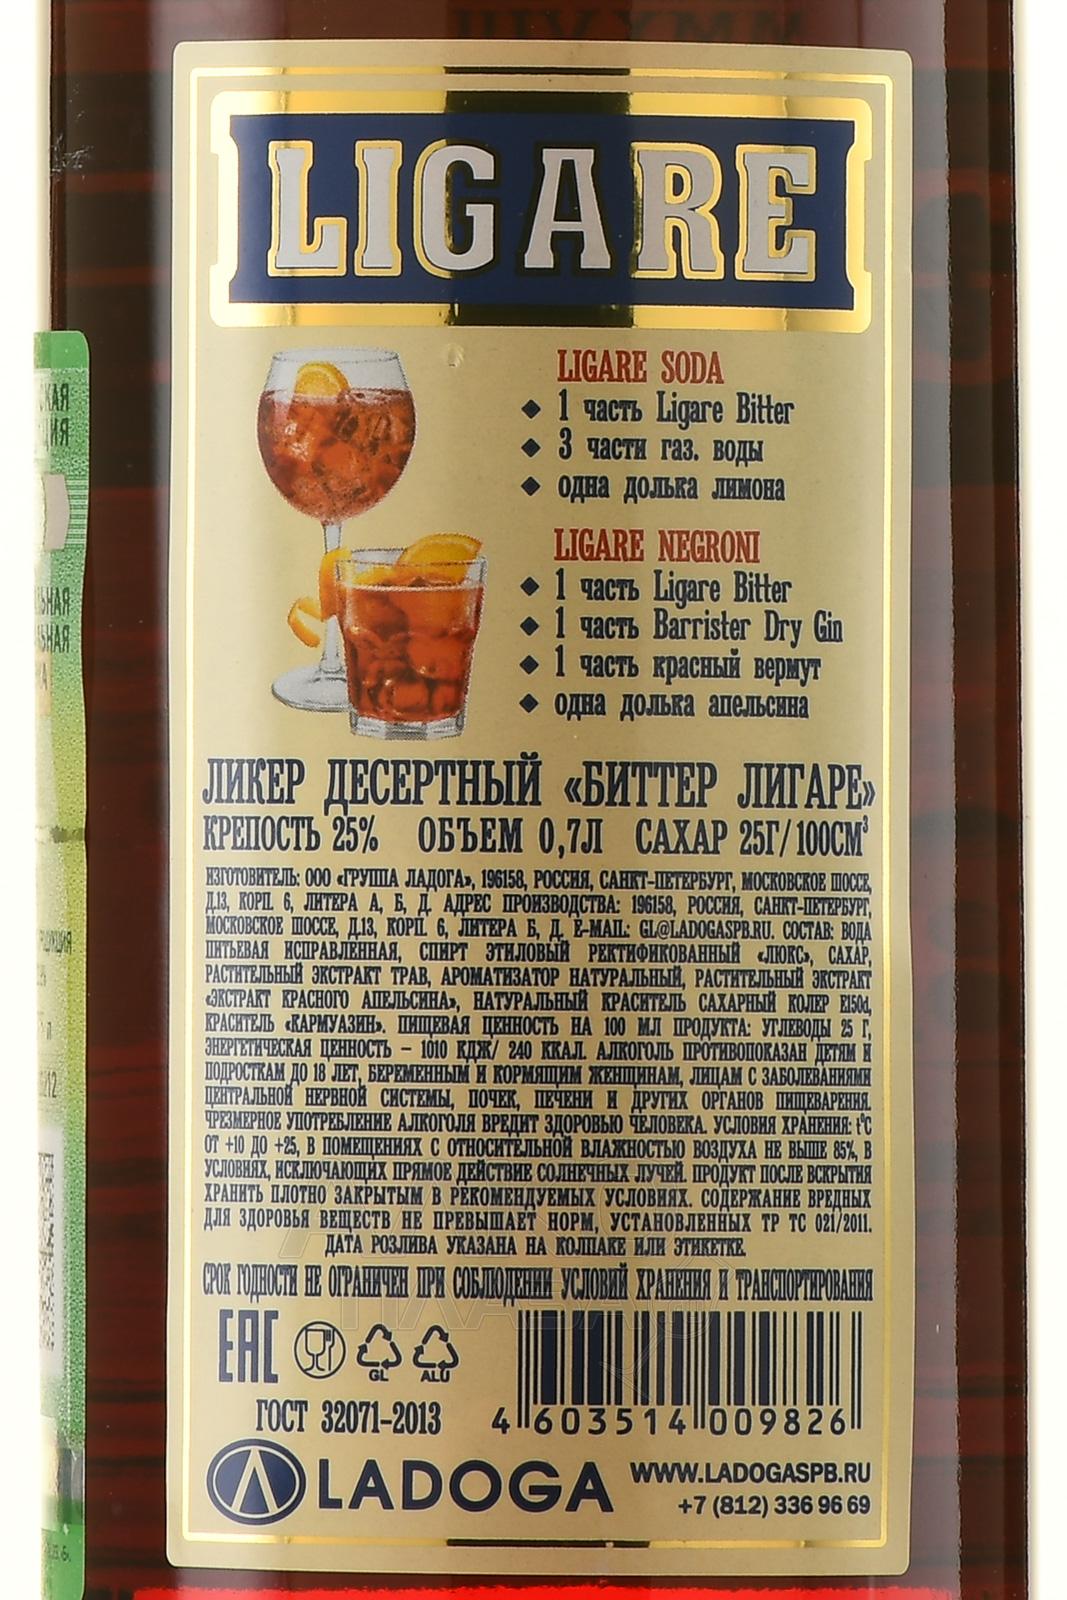 LIGARE
LIGARE SODA
◆ 1 часть Ligare Bitter
◆ 3 части газ. воды
◆ одна долька лимона
LIGARE NEGRONI
◆ 1 часть Ligare Bitter
◆ 1 часть Barrister Dry Gin
◆ 1 часть красный вермут
◆ одна долька апельсина
ЛИКЕР ДЕСЕРТНЫЙ «БИТТЕР ЛИГАРЕ»
КРЕПОСТЬ 25% ОБЪЕМ 0,7Л САХАР 25Г/100СМ³
ИЗГОТОВИТЕЛЬ: ООО «ГРУППА ЛАДОГА», 196158, РОССИЯ, САНКТ-ПЕТЕРБУРГ, МОСКОВСКОЕ ШОССЕ,
Д.13, КОРП. 6, ЛИТЕРА А, Б, Д. АДРЕС ПРОИЗВОДСТВА: 196158, РОССИЯ, САНКТ-ПЕТЕРБУРГ,
МОСКОВСКОЕ ШОССЕ, Д.13, КОРП. 6, ЛИТЕРА Б, Д. E-MAIL: GL@LADOGASPB.RU. СОСТАВ: ВОДА
ПИТЬЕВАЯ ИСПРАВЛЕННАЯ, СПИРТ ЭТИЛОВЫЙ РЕКТИФИКОВАННЫЙ «ЛЮКС», САХАР,
РАСТИТЕЛЬНЫЙ ЭКСТРАКТ ТРАВ, АРОМАТИЗАТОР НАТУРАЛЬНЫЙ, РАСТИТЕЛЬНЫЙ ЭКСТРАКТ
«ЭКСТРАКТ КРАСНОГО АПЕЛЬСИНА», НАТУРАЛЬНЫЙ КРАСИТЕЛЬ САХАРНЫЙ КОЛЕР E150d,
КРАСИТЕЛЬ «КАРМУАЗИН». ПИЩЕВАЯ ЦЕННОСТЬ НА 100 МЛ ПРОДУКТА: УГЛЕВОДЫ 25 Г,
ЭНЕРГЕТИЧЕСКАЯ ЦЕННОСТЬ – 1010 КДЖ/ 240 ККАЛ. АЛКОГОЛЬ ПРОТИВОПОКАЗАН ДЕТЯМ И
ПОДРОСТКАМ ДО 18 ЛЕТ, БЕРЕМЕННЫМ И КОРМЯЩИМ ЖЕНЩИНАМ, ЛИЦАМ С ЗАБОЛЕВАНИЯМИ
ЦЕНТРАЛЬНОЙ НЕРВНОЙ СИСТЕМЫ, ПОЧЕК, ПЕЧЕНИ И ДРУГИХ ОРГАНОВ ПИЩЕВАРЕНИЯ.
ЧРЕЗМЕРНОЕ УПОТРЕБЛЕНИЕ АЛКОГОЛЯ ВРЕДИТ ЗДОРОВЬЮ ЧЕЛОВЕКА. УСЛОВИЯ ХРАНЕНИЯ: t°C
ОТ +10 ДО +25, В ПОМЕЩЕНИЯХ С ОТНОСИТЕЛЬНОЙ ВЛАЖНОСТЬЮ ВОЗДУХА НЕ ВЫШЕ 85%, В
УСЛОВИЯХ, ИСКЛЮЧАЮЩИХ ПРЯМОЕ ДЕЙСТВИЕ СОЛНЕЧНЫХ ЛУЧЕЙ. ПРОДУКТ ПОСЛЕ ВСКРЫТИЯ
ХРАНИТЬ ПЛОТНО ЗАКРЫТЫМ В РЕКОМЕНДУЕМЫХ УСЛОВИЯХ. СОДЕРЖАНИЕ ВРЕДНЫХ
ДЛЯ ЗДОРОВЬЯ ВЕЩЕСТВ НЕ ПРЕВЫШАЕТ НОРМ, УСТАНОВЛЕННЫХ ТР ТС 021/2011.
ДАТА РОЗЛИВА УКАЗАНА НА КОЛПАКЕ ИЛИ ЭТИКЕТКЕ.
СРОК ГОДНОСТИ НЕ ОГРАНИЧЕН ПРИ СОБЛЮДЕНИИ УСЛОВИЙ ХРАНЕНИЯ И ТРАНСПОРТИРОВАНИЯ
EAC GL ALU
ГОСТ 32071-2013
4 603514 009826
LADOGA
WWW.LADOGASPB.RU
+7 (812) 336 96 69